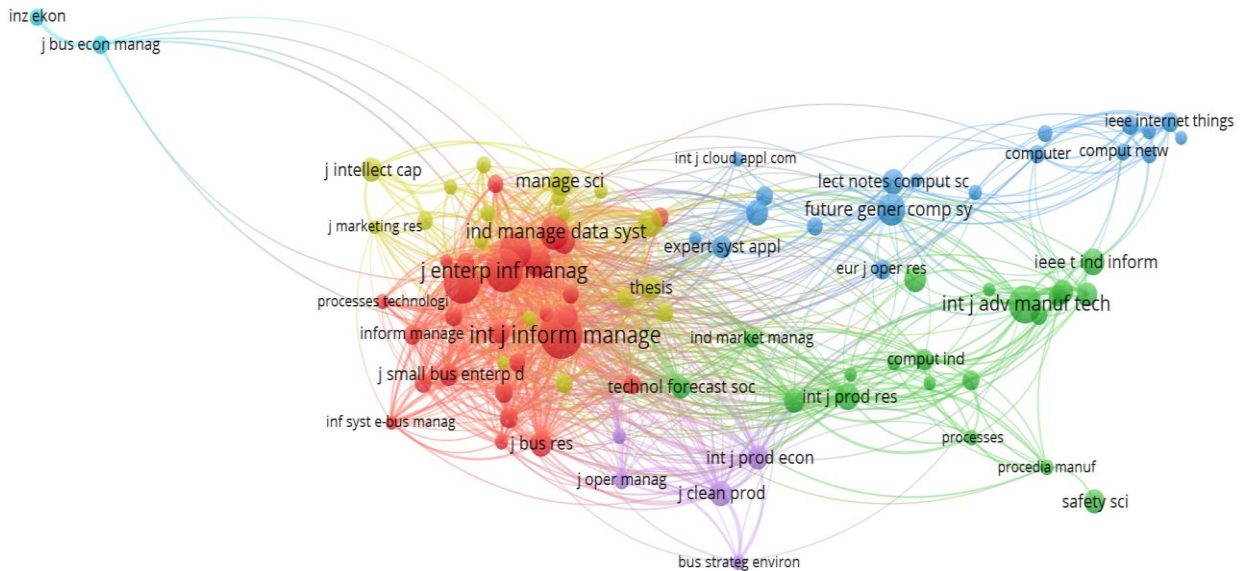 inz ekon
j bus econ manag
ieee internet things
computer
comput netw
int j cloud appl com
j intellect cap
manage sci
lect notes comput sc
future gener comp sy
j marketing res
ind manage data syst
expert syst appl
j enterp inf manag
eur j oper res
ieee t ind inform
thesis
processes technologi
int j adv manuf tech
inform manage
int j inform manage
ind market manag
comput ind
j small bus enterp d
technol forecast soc
int j prod res
inf syst e-bus manag
j bus res
processes
int j prod econ
procedia manuf
j oper manag
j clean prod
safety sci
bus strateg environ